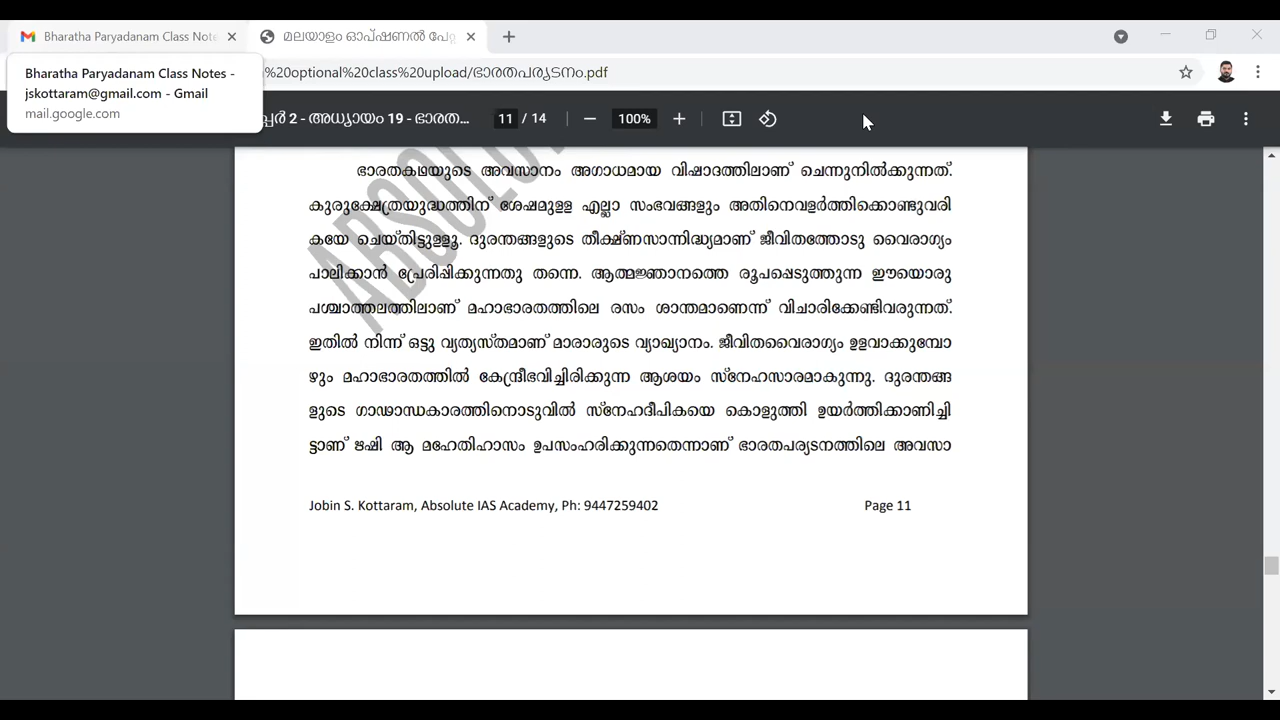 Bharatha Paryadanam Class Note
മലയാളം ഓപ്ഷണൽ പേപ്പ
Bharatha Paryadanam Class Notes -
jskottaram@gmail.com - Gmail
mail.google.com
%20optional%20class%20upload/ഭാരതപര്യടനം.pdf
പ്പർ 2 - അധ്യായം 19 - ഭാരത...
11 / 14
100%
ABSOLU
ഭാരതകഥയുടെ അവസാനം അഗാധമായ വിഷാദത്തിലാണ് ചെന്നുനിൽക്കുന്നത്.
കുരുക്ഷേത്രയുദ്ധത്തിന് ശേഷമുളള എല്ലാ സംഭവങ്ങളും അതിനെവളർത്തിക്കൊണ്ടുവരി
കയേ ചെയ്തിട്ടുള്ളൂ. ദുരന്തങ്ങളുടെ തീക്ഷ്ണസാന്നിദ്ധ്യമാണ് ജീവിതത്തോടു വൈരാഗ്യം
പാലിക്കാൻ പ്രേരിപ്പിക്കുന്നതു തന്നെ. ആത്മജ്ഞാനത്തെ രൂപപ്പെടുത്തുന്ന ഈയൊരു
പശ്ചാത്തലത്തിലാണ് മഹാഭാരതത്തിലെ രസം ശാന്തമാണെന്ന് വിചാരിക്കേണ്ടിവരുന്നത്.
ഇതിൽ നിന്ന് ഒട്ടു വ്യത്യസ്തമാണ് മാരാരുടെ വ്യാഖ്യാനം. ജീവിതവൈരാഗ്യം ഉളവാക്കുമ്പോ
ഴും മഹാഭാരതത്തിൽ കേന്ദ്രീഭവിച്ചിരിക്കുന്ന ആശയം സ്നേഹസാരമാകുന്നു. ദുരന്തങ്ങ
ളുടെ ഗാഢാന്ധകാരത്തിനൊടുവിൽ സ്നേഹദീപികയെ കൊളുത്തി ഉയർത്തിക്കാണിച്ചി
ട്ടാണ് ഋഷി ആ മഹേതിഹാസം ഉപസംഹരിക്കുന്നതെന്നാണ് ഭാരതപര്യടനത്തിലെ അവസാ
Jobin S. Kottaram, Absolute IAS Academy, Ph: 9447259402
Page 11